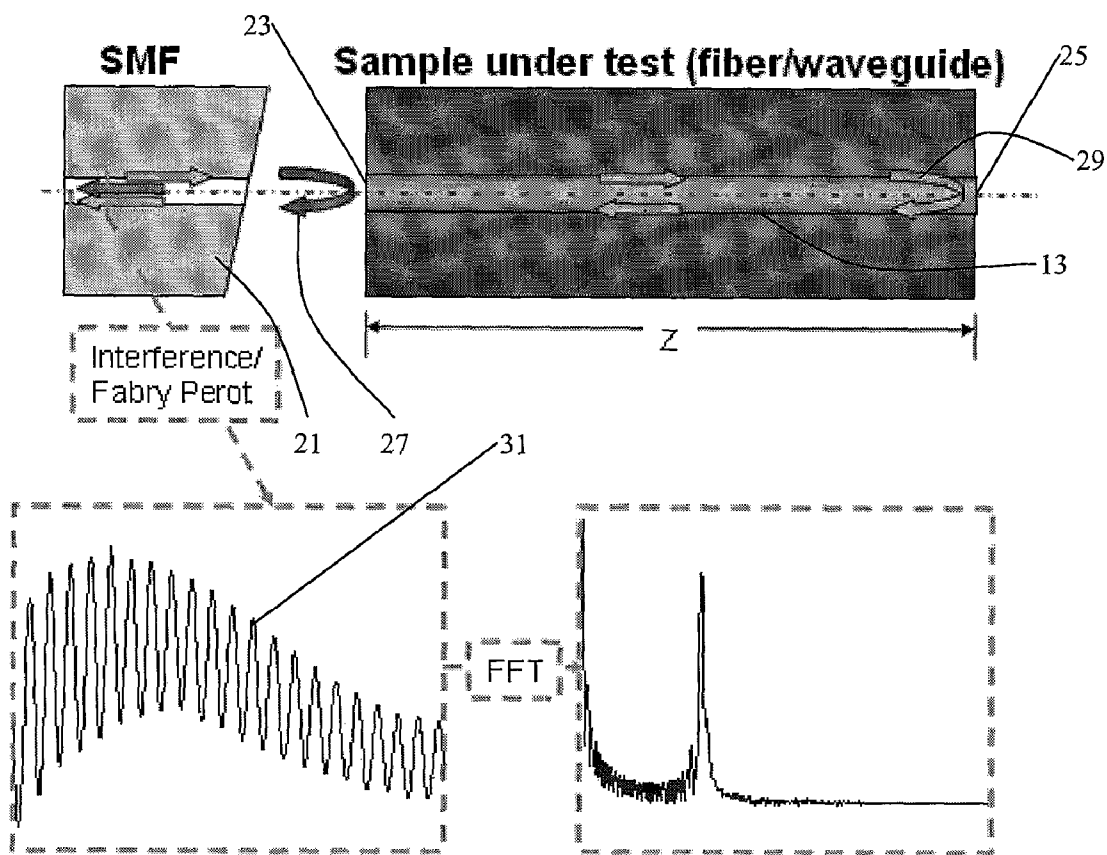 23
SMF
Sample under test (fiber/waveguide)
25
29
13
Z
Interference/
Fabry Perot
21
27
31
FFT